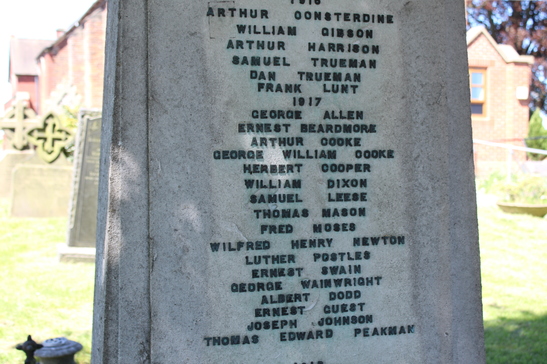 1916
ARTHUR CONSTERDINE
WILLIAM GIBSON
ARTHUR HARRISON
SAMUEL TRUEMAN
DAN TRUEMAN
FRANK LUNT
1917
GEORGE ALLEN
ERNEST BEARDMORE
ARTHUR COOKE
GEORGE WILLIAM COOKE
HERBERT COOPER
WILLIAM DIXON
SAMUEL LEESE
THOMAS MASON
FRED MOSES
WILFRED HENRY NEWTON
LUTHER POSTLES
ERNEST SWAIN
GEORGE WAINWRIGHT
ALBERT DODD
ERNEST GUEST
JOSEPH JOHNSON
THOMAS EDWARD PEAKMAN